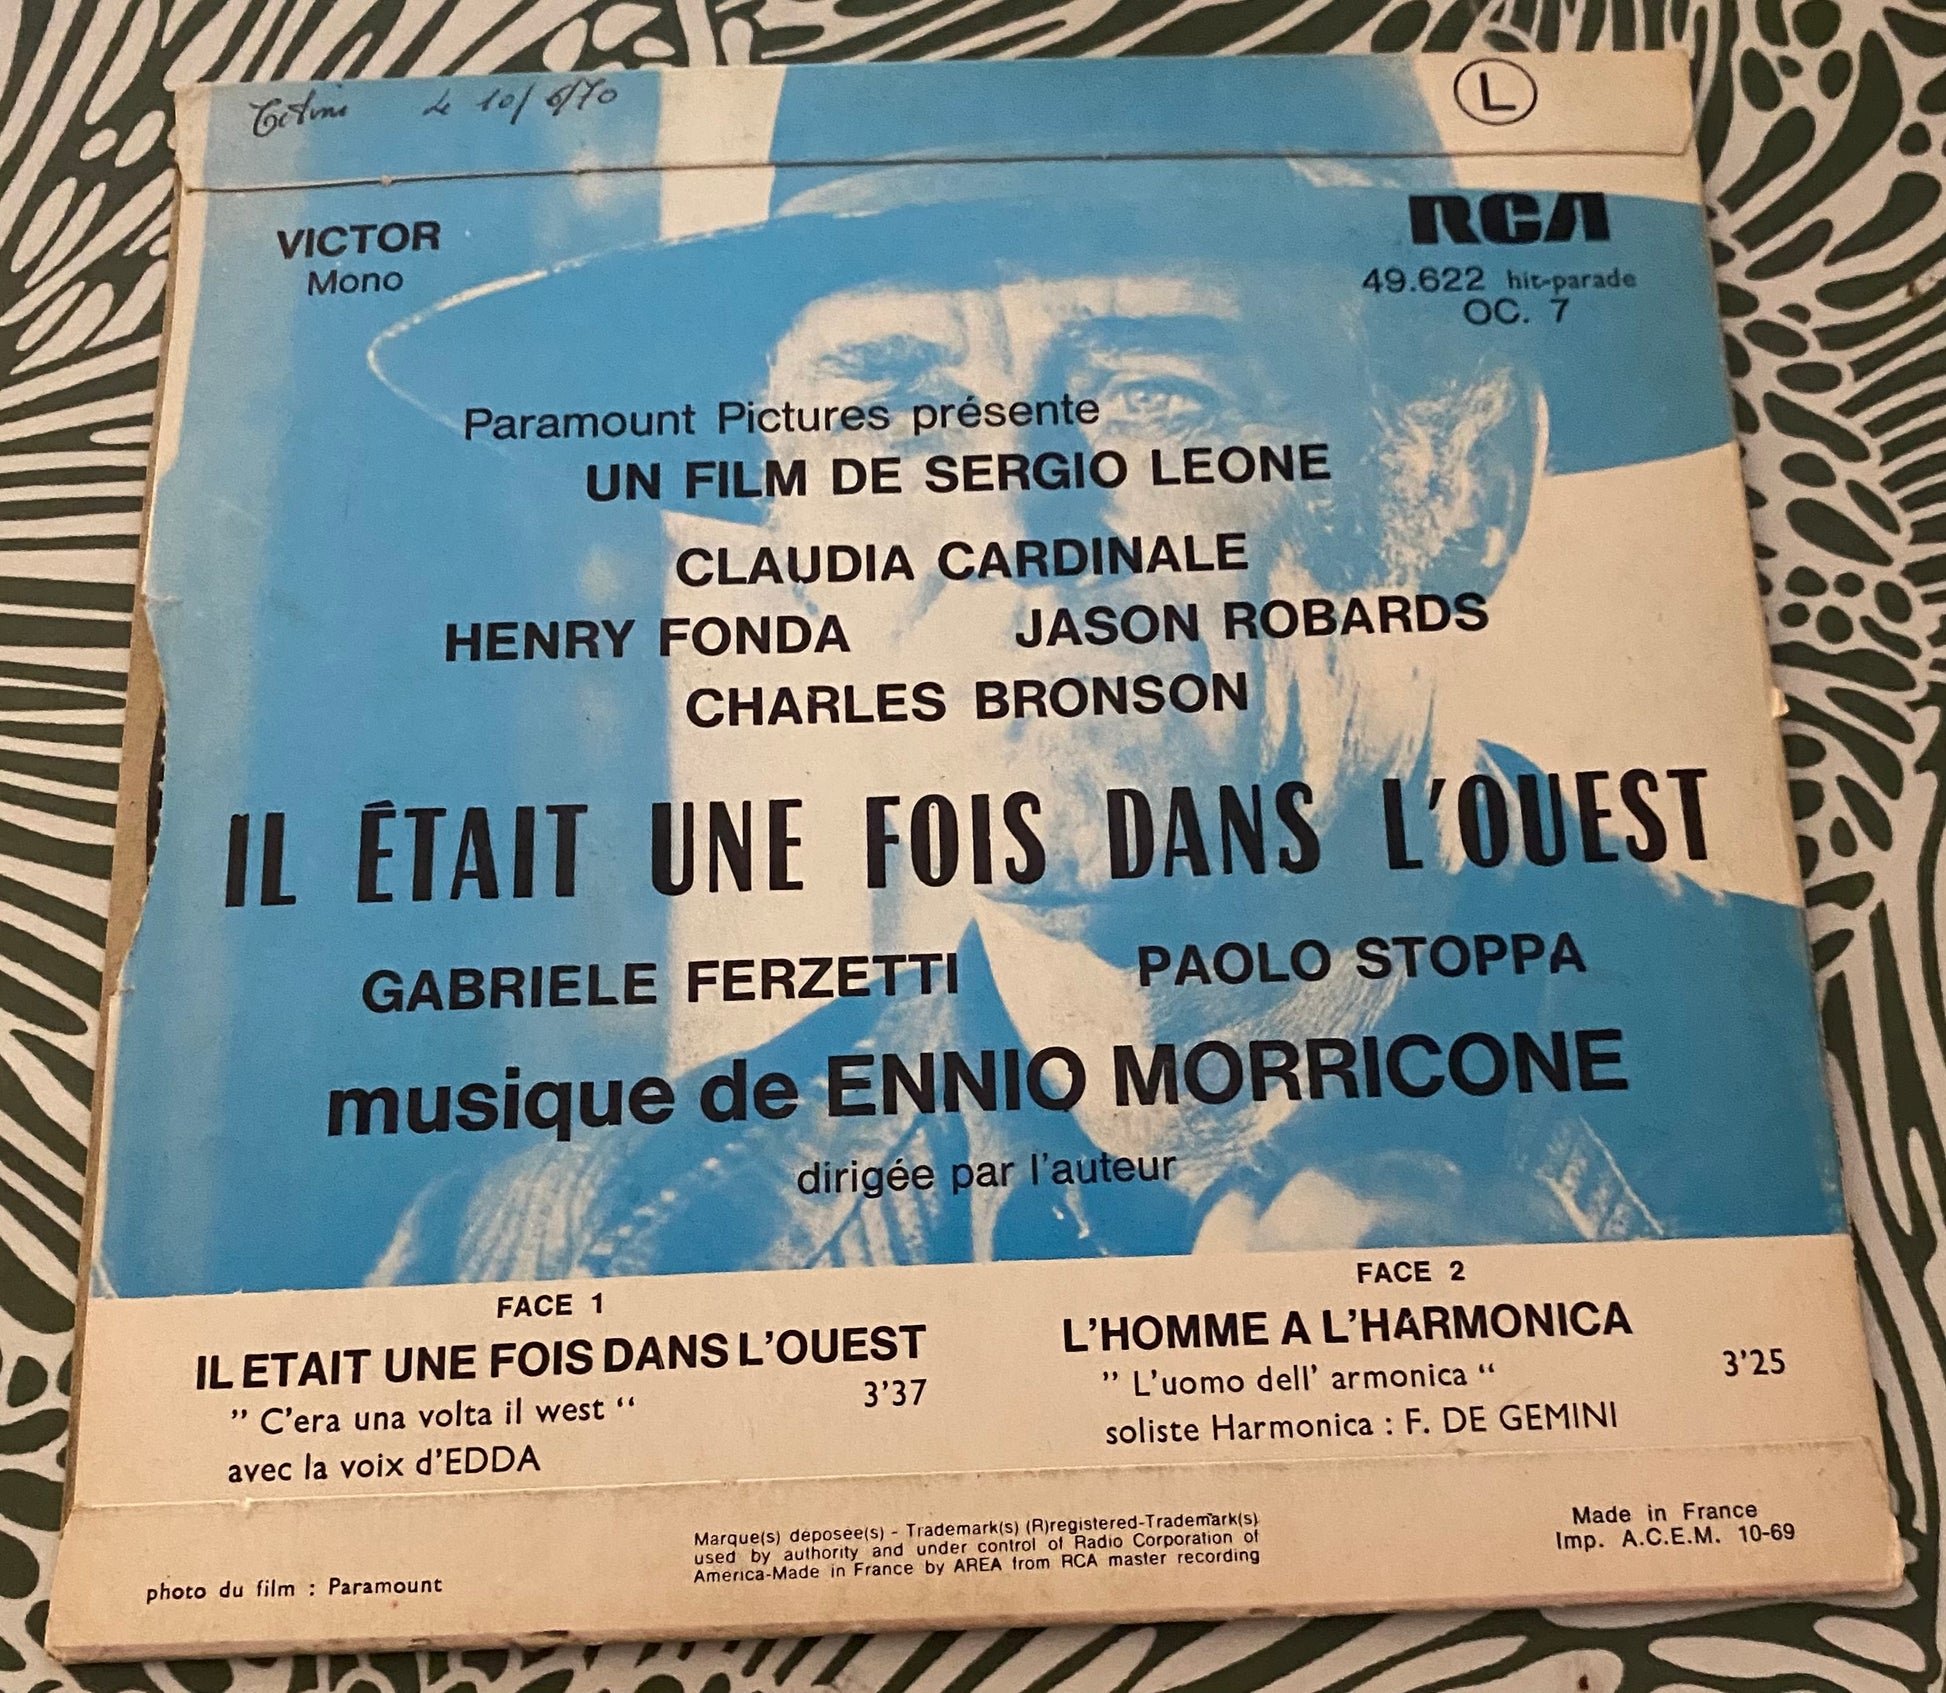 Le 10/6/70
L
VICTOR
Mono
RCA
49.622 hit-parade
OC. 7
Paramount Pictures présente
UN FILM DE SERGIO LEONE
CLAUDIA CARDINALE
HENRY FONDA JASON ROBARDS
CHARLES BRONSON
IL ÉTAIT UNE FOIS DANS L'OUEST
GABRIELE FERZETTI PAOLO STOPPA
musique de ENNIO MORRICONE
dirigée par l'auteur
FACE 1
IL ETAIT UNE FOIS DANS L'OUEST
” C'era una volta il west “ 3'37
avec la voix d'EDDA
FACE 2
L'HOMME A L'HARMONICA
” L'uomo dell' armonica “ 3'25
soliste Harmonica : F. DE GEMINI
photo du film : Paramount
Marque(s) déposée(s) - Trademark(s) (R)registered-Trademark(s)
used by authority and under control of Radio Corporation of
America-Made in France by AREA from RCA master recording
Made in France
Imp. A.C.E.M. 10-69